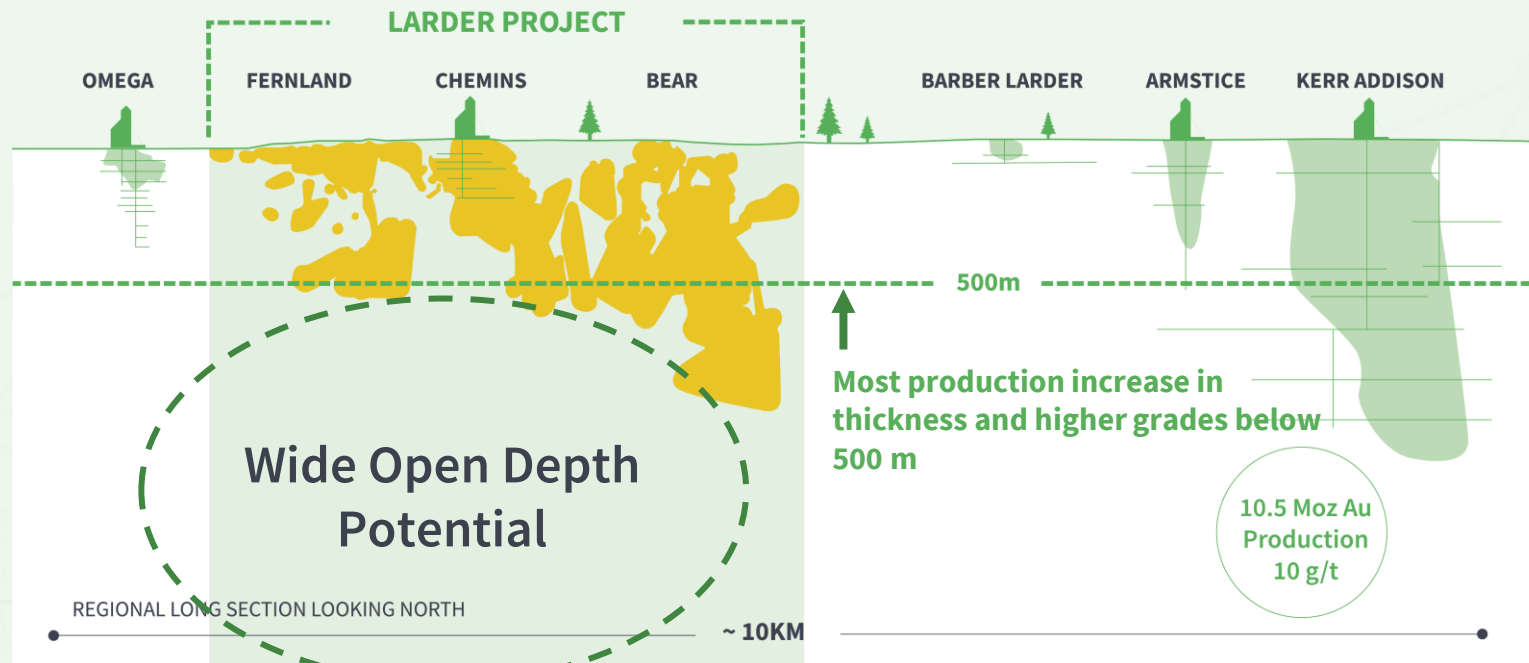 LARDER PROJECT
OMEGA
FERNLAND
CHEMINS
BEAR
BARBER LARDER
ARMSTICE
KERR ADDISON
500m
Most production increase in
thickness and higher grades below
500 m
Wide Open Depth
Potential
10.5 Moz Au
Production
10 g/t
REGIONAL LONG SECTION LOOKING NORTH
~ 10KM